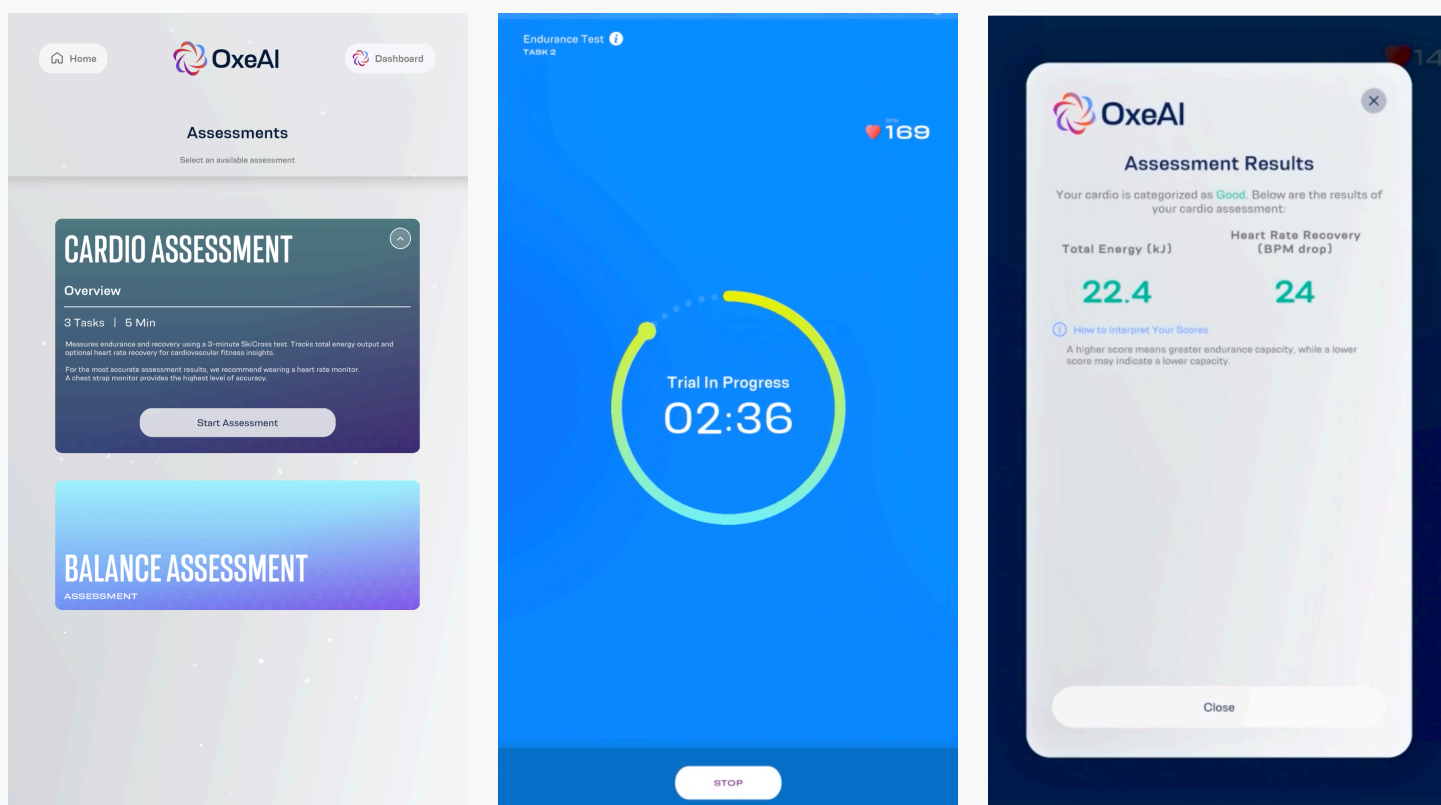 Home
OxeAI
Dashboard
Assessments
Select an available assessment
CARDIO ASSESSMENT
Overview
3 Tasks | 5 Min
Measures endurance and recovery using a 3-minute SkiCross test. Tracks total energy output and
optional heart rate recovery for cardiovascular fitness insights.
For the most accurate assessment results, we recommend wearing a heart rate monitor.
A chest strap monitor provides the highest level of accuracy.
Start Assessment
BALANCE ASSESSMENT
ASSESSMENT
Endurance Test i
TASK 2
BPM
169
Trial In Progress
02:36
STOP
14
OxeAI
Assessment Results
Your cardio is categorized as Good. Below are the results of
your cardio assessment:
Total Energy (kJ)
Heart Rate Recovery
(BPM drop)
22.4
24
i How to Interpret Your Scores
A higher score means greater endurance capacity, while a lower
score may indicate a lower capacity.
Close